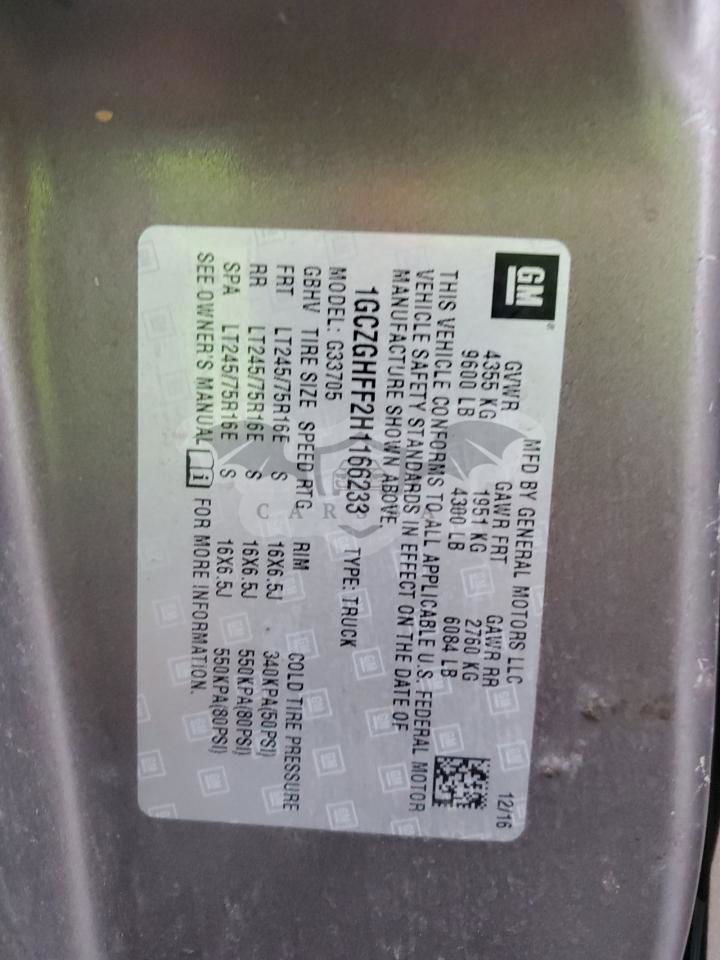 GM
MFD BY GENERAL MOTORS LLC 12/16
GVWR GAWR FRT GAWR RR
4355 KG 1951 KG 2760 KG
9600 LB 4300 LB 6084 LB
THIS VEHICLE CONFORMS TO ALL APPLICABLE U.S. FEDERAL MOTOR
VEHICLE SAFETY STANDARDS IN EFFECT ON THE DATE OF
MANUFACTURE SHOWN ABOVE.
1GCZGHFF2H1166233 TYPE: TRUCK
MODEL: G33705
GBHV TIRE SIZE SPEED RTG RIM COLD TIRE PRESSURE
FRT LT245/75R16E S 16X6.5J 340KPA(50PSI)
RR LT245/75R16E S 16X6.5J 550KPA(80PSI)
SPA LT245/75R16E S 16X6.5J 550KPA(80PSI)
SEE OWNER'S MANUAL i FOR MORE INFORMATION.